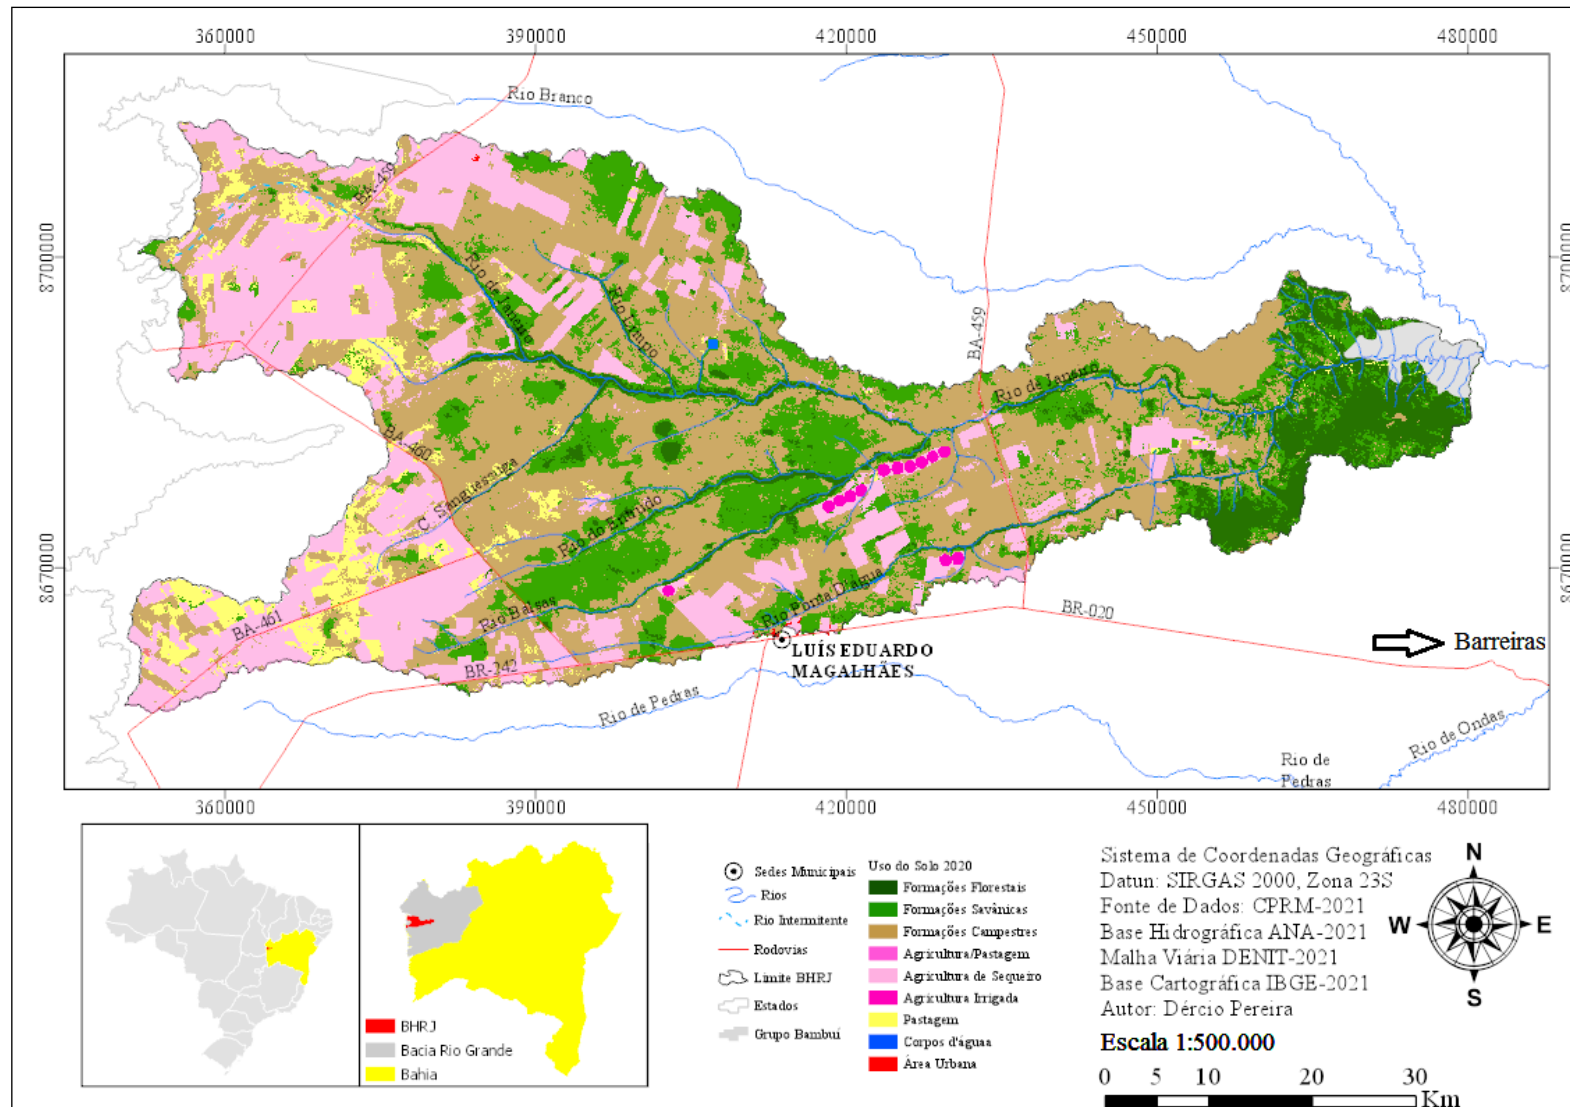 360000
390000
420000
450000
480000
Rio Branco
BA-459
8700000
8700000
Rio de Janeiro
Rio Limpo
BA-459
Rio de Janeiro
BA-460
C. Sanguessuga
Rio do Entrudo
8670000
8670000
Rio Balsas
Rio Ponta D'agua
BA-461
BR-020
BR-242
LUÍS EDUARDO
MAGALHÃES
Barreiras
Rio de Pedras
Rio de Ondas
Rio de
Pedras
360000
390000
420000
450000
480000
BHRJ
Bacia Rio Grande
Bahia
Sedes Municipais
Rios
Rio Intermitente
Rodovias
Limite BHRJ
Estados
Grupo Bambuí
Uso do Solo 2020
Formações Florestais
Formações Savânicas
Formações Campestres
Agricultura/Pastagem
Agricultura de Sequeiro
Agricultura Irrigada
Pastagem
Corpos d'águaa
Área Urbana
Sistema de Coordenadas Geográficas
Datun: SIRGAS 2000, Zona 23S
Fonte de Dados: CPRM-2021
Base Hidrográfica ANA-2021
Malha Viária DENIT-2021
Base Cartográfica IBGE-2021
Autor: Dércio Pereira
Escala 1:500.000
N
W
E
S
0 5 10 20 30
Km